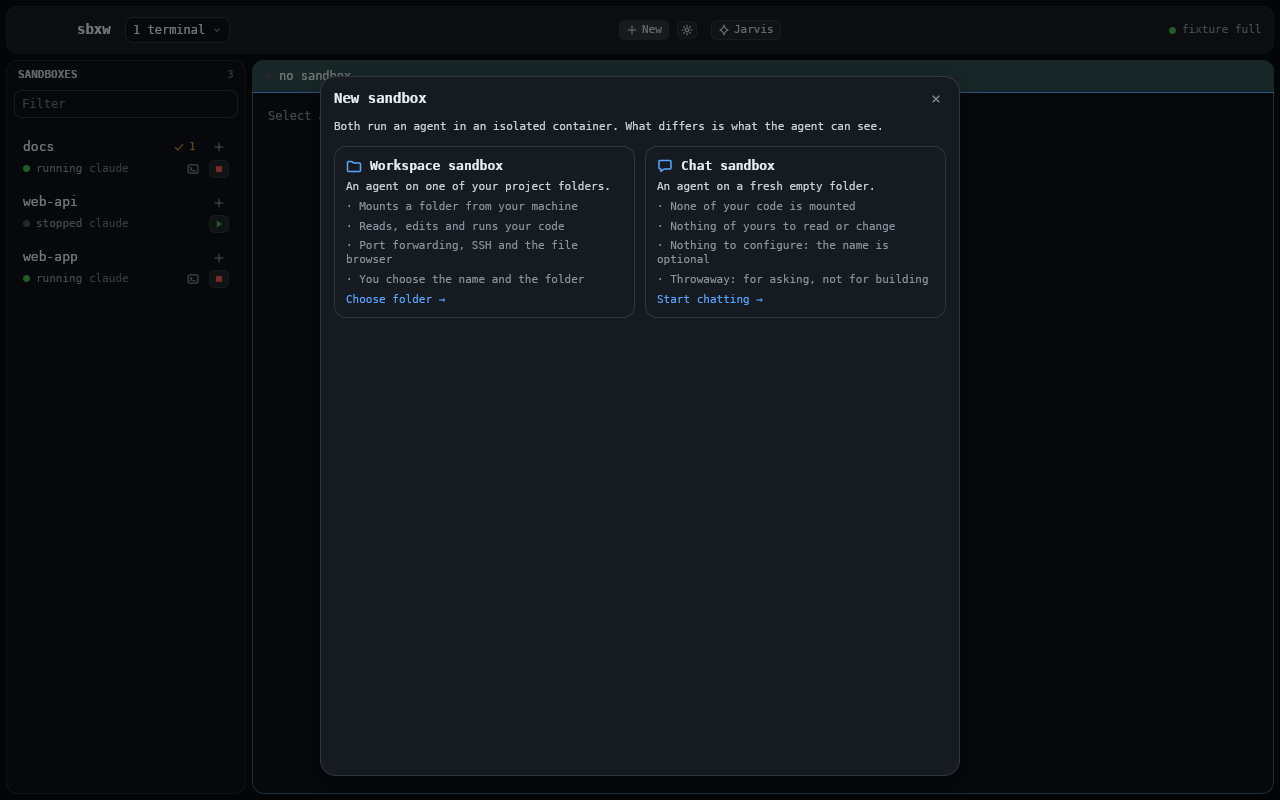 sbxw
1 terminal
New
Jarvis
fixture full
SANDBOXES
3
Filter
docs
1
running claude
web-api
stopped claude
web-app
running claude
no sandbox
Select
New sandbox
Both run an agent in an isolated container. What differs is what the agent can see.
Workspace sandbox
An agent on one of your project folders.
· Mounts a folder from your machine
· Reads, edits and runs your code
· Port forwarding, SSH and the file
browser
· You choose the name and the folder
Choose folder →
Chat sandbox
An agent on a fresh empty folder.
· None of your code is mounted
· Nothing of yours to read or change
· Nothing to configure: the name is
optional
· Throwaway: for asking, not for building
Start chatting →